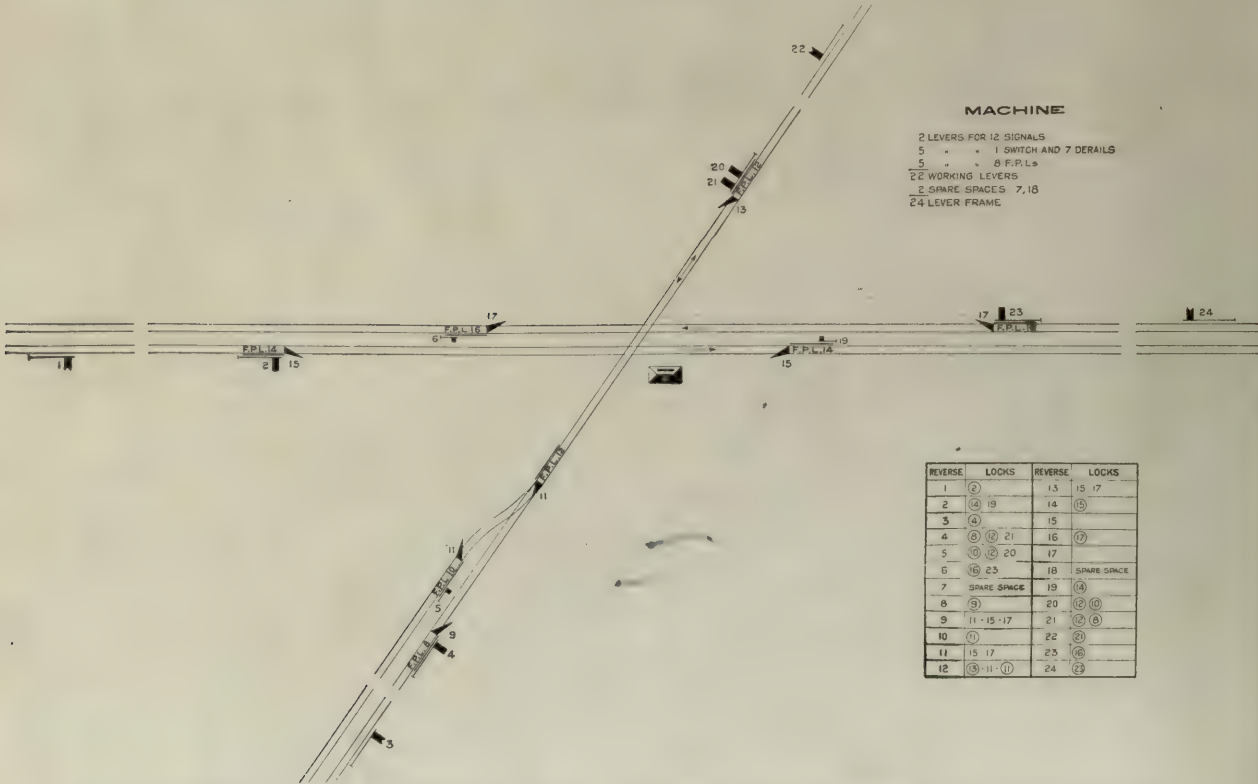 22
MACHINE
2 LEVERS FOR 12 SIGNALS
5 " " 1 SWITCH AND 7 DERAILS
5 " " 8 F.P.Ls
22 WORKING LEVERS
2 SPARE SPACES 7,18
24 LEVER FRAME
20
21
F.P.L.12
13
17
F.P.L.16
6
17
23
F.P.L.
24
1
F.P.L.14
2
15
19
F.P.L.14
15
F.P.L.12
11
11
F.P.L.10
5
9
F.P.L.8
4
3
REVERSE LOCKS REVERSE LOCKS
1 ② 13 15 17
2 ⑭ 19 14 ⑮
3 ④ 15
4 ⑧ ⑫ 21 16 ⑰
5 ⑩ ⑫ 20 17
6 ⑯ 23 18 SPARE SPACE
7 SPARE SPACE 19 ⑭
8 ⑨ 20 ⑫ ⑩
9 11 - 15 - 17 21 ⑫ ⑧
10 ⑪ 22 ㉑
11 15 17 23 ⑯
12 ⑬ - 11 - ⑪ 24 ㉓